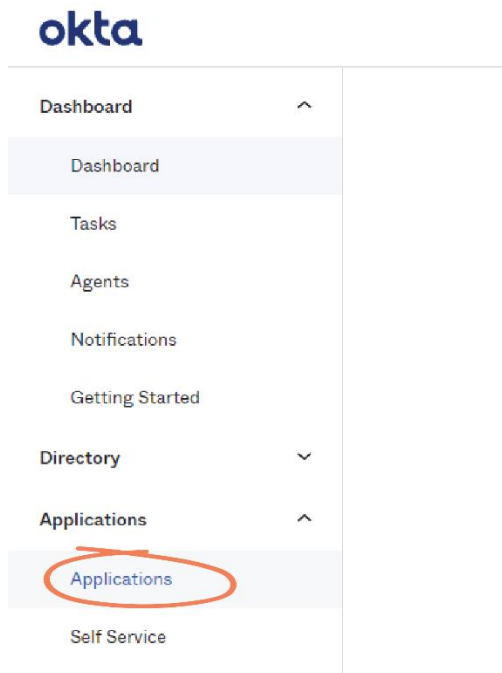 okta
Dashboard
Dashboard
Tasks
Agents
Notifications
Getting Started
Directory
Applications
Applications
Self Service